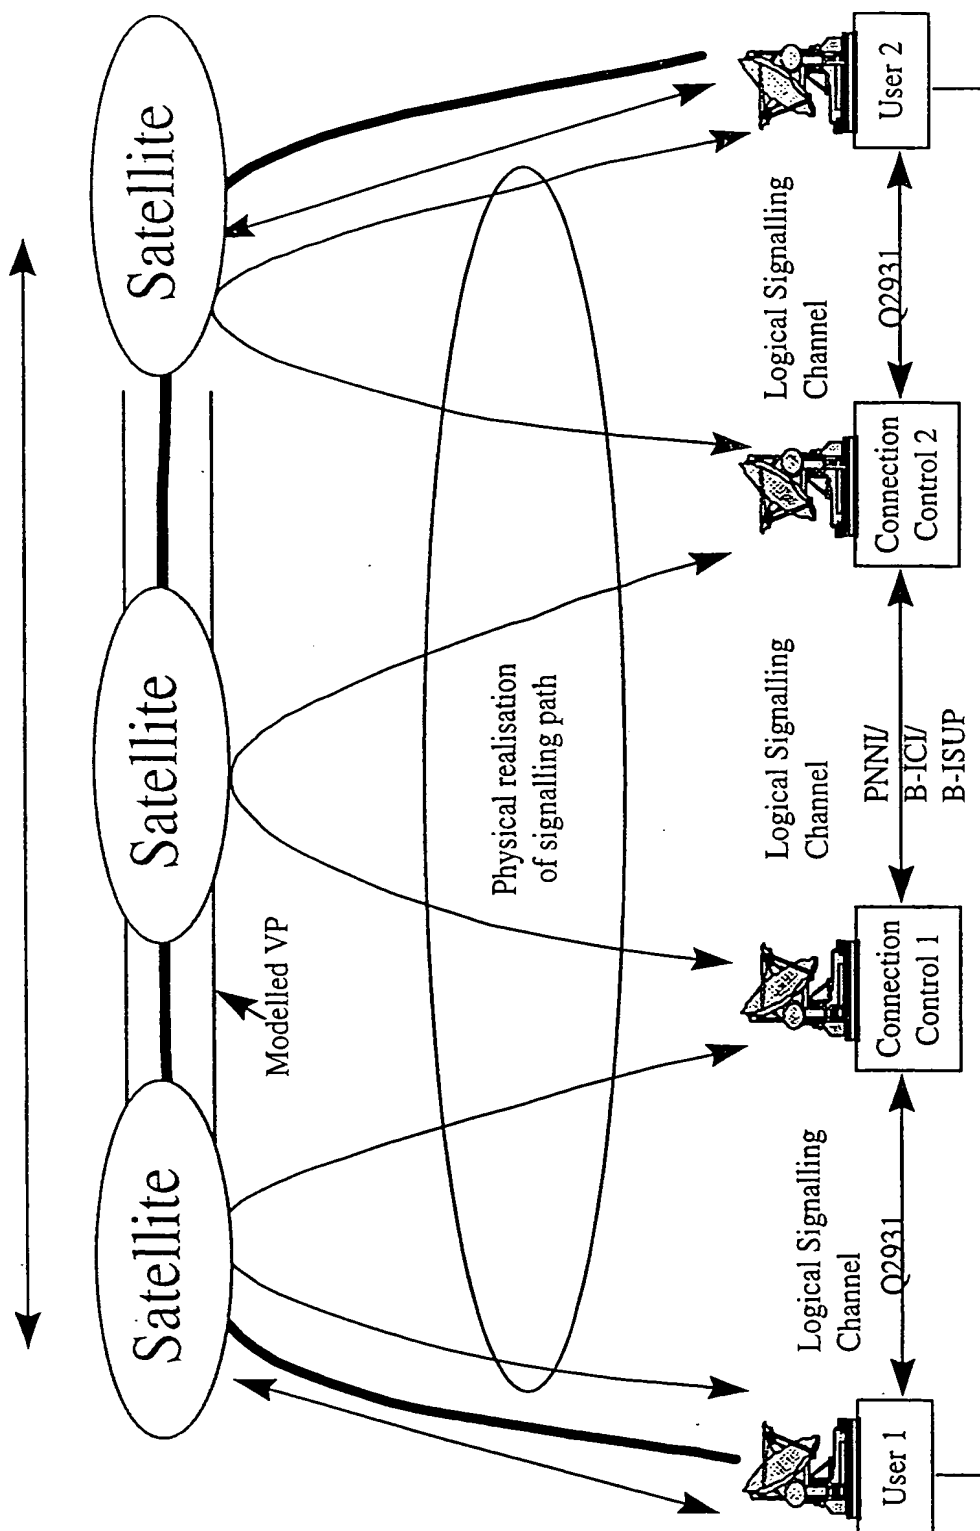 Satellite
Satellite
Satellite
Modelled VP
Physical realisation
of signalling path
Logical Signalling
Channel
Logical Signalling
Channel
Logical Signalling
Channel
Q2931
PNNI/
B-ICI/
B-ISUP
Q2931
User 1
Connection
Control 1
Connection
Control 2
User 2